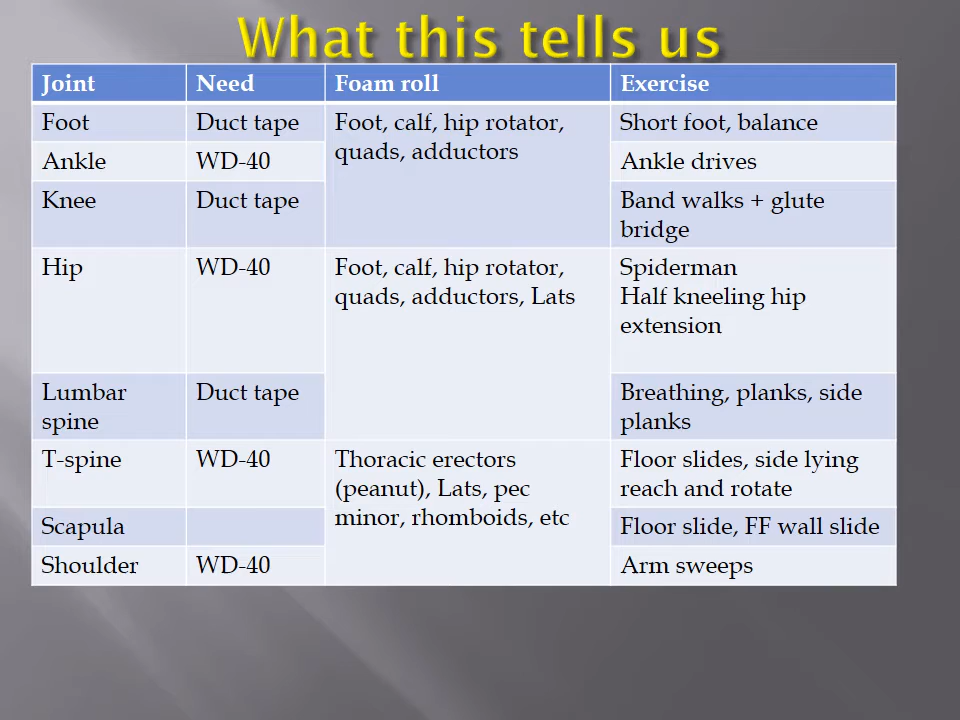 What this tells us
Joint Need Foam roll Exercise
Foot Duct tape Foot, calf, hip rotator, quads, adductors Short foot, balance
Ankle WD-40 Ankle drives
Knee Duct tape Band walks + glute bridge
Hip WD-40 Foot, calf, hip rotator, quads, adductors, Lats Spiderman
Half kneeling hip extension
Lumbar spine Duct tape Breathing, planks, side planks
T-spine WD-40 Thoracic erectors (peanut), Lats, pec minor, rhomboids, etc Floor slides, side lying reach and rotate
Scapula Floor slide, FF wall slide
Shoulder WD-40 Arm sweeps